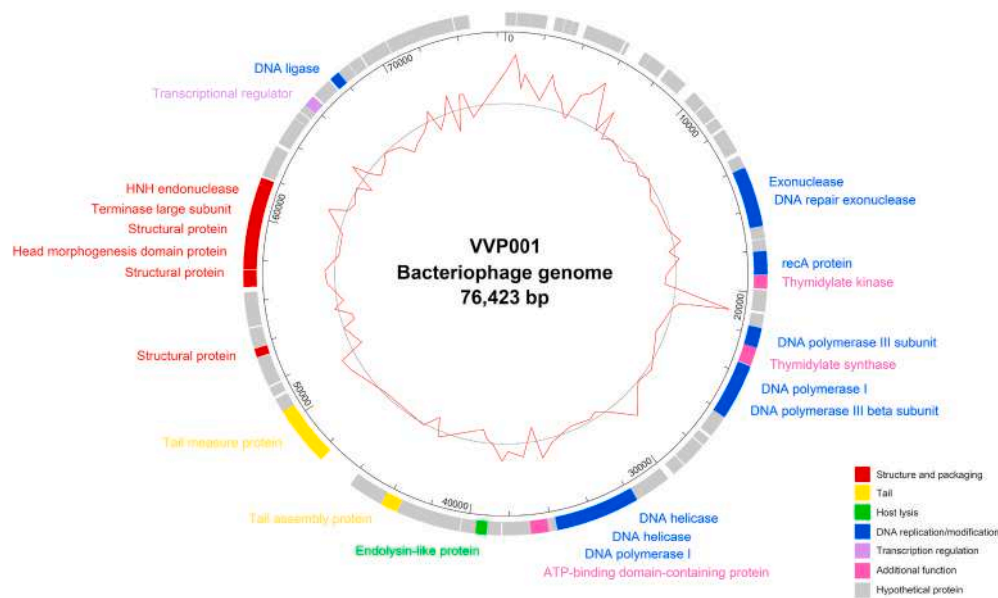 0
10000
20000
30000
40000
50000
60000
70000
DNA ligase
Transcriptional regulator
HNH endonuclease
Terminase large subunit
Structural protein
Head morphogenesis domain protein
Structural protein
Structural protein
Tail measure protein
Tail assembly protein
Endolysin-like protein
VVP001
Bacteriophage genome
76,423 bp
Exonuclease
DNA repair exonuclease
recA protein
Thymidylate kinase
DNA polymerase III subunit
Thymidylate synthase
DNA polymerase I
DNA polymerase III beta subunit
DNA helicase
DNA helicase
DNA polymerase I
ATP-binding domain-containing protein
Structure and packaging
Tail
Host lysis
DNA replication/modification
Transcription regulation
Additional function
Hypothetical protein